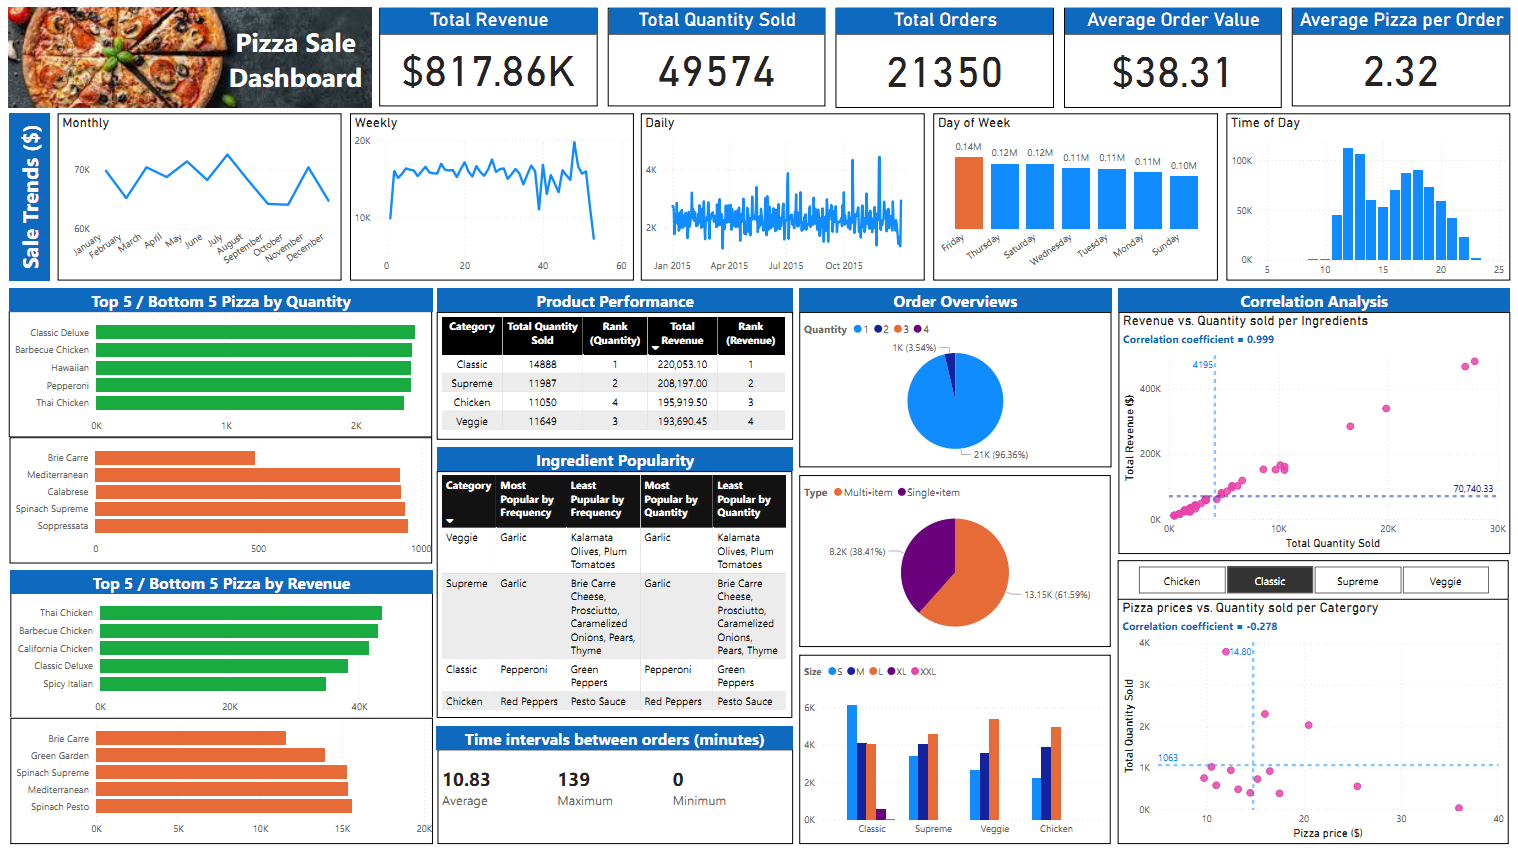 Pizza Sale
Dashboard
Total Revenue
$817.86K
Total Quantity Sold
49574
Total Orders
21350
Average Order Value
$38.31
Average Pizza per Order
2.32
Sale Trends ($)
Monthly
70K
60K
January
February
March
April
May
June
July
August
September
October
November
December
Weekly
20K
10K
0
20
40
60
Daily
4K
2K
Jan 2015
Apr 2015
Jul 2015
Oct 2015
Day of Week
0.14M
0.12M
0.12M
0.11M
0.11M
0.11M
0.10M
Friday
Thursday
Saturday
Wednesday
Tuesday
Monday
Sunday
Time of Day
100K
50K
0K
5
10
15
20
25
Top 5 / Bottom 5 Pizza by Quantity
Classic Deluxe
Barbecue Chicken
Hawaiian
Pepperoni
Thai Chicken
0K
1K
2K
Brie Carre
Mediterranean
Calabrese
Spinach Supreme
Soppressata
0
500
1000
Top 5 / Bottom 5 Pizza by Revenue
Thai Chicken
Barbecue Chicken
California Chicken
Classic Deluxe
Spicy Italian
0K
20K
40K
Brie Carre
Green Garden
Spinach Supreme
Mediterranean
Spinach Pesto
0K
5K
10K
15K
20K
Product Performance
Category
Total Quantity Sold
Rank (Quantity)
Total Revenue
Rank (Revenue)
Classic 14888 1 220,053.10 1
Supreme 11987 2 208,197.00 2
Chicken 11050 4 195,919.50 3
Veggie 11649 3 193,690.45 4
Ingredient Popularity
Category
Most Popular by Frequency
Least Pupular by Frequency
Most Popular by Quantity
Least Popular by Quantity
Veggie
Garlic
Kalamata Olives, Plum Tomatoes
Garlic
Kalamata Olives, Plum Tomatoes
Supreme
Garlic
Brie Carre Cheese, Prosciutto, Caramelized Onions, Pears, Thyme
Garlic
Brie Carre Cheese, Prosciutto, Caramelized Onions, Pears, Thyme
Classic
Pepperoni
Green Peppers
Pepperoni
Green Peppers
Chicken
Red Peppers
Pesto Sauce
Red Peppers
Pesto Sauce
Time intervals between orders (minutes)
10.83
Average
139
Maximum
0
Minimum
Order Overviews
Quantity 1 2 3 4
1K (3.54%)
21K (96.36%)
Type Multi-item Single-item
8.2K (38.41%)
13.15K (61.59%)
Size S M L XL XXL
6K
4K
2K
0K
Classic
Supreme
Veggie
Chicken
Correlation Analysis
Revenue vs. Quantity sold per Ingredients
Correlation coefficient = 0.999
4195
70,740.33
Total Revenue ($)
400K
200K
0K
0K
10K
20K
30K
Total Quantity Sold
Chicken
Classic
Supreme
Veggie
Pizza prices vs. Quantity sold per Catergory
Correlation coefficient = -0.278
14.80
1063
Total Quantity Sold
4K
3K
2K
1K
0K
10
20
30
40
Pizza price ($)